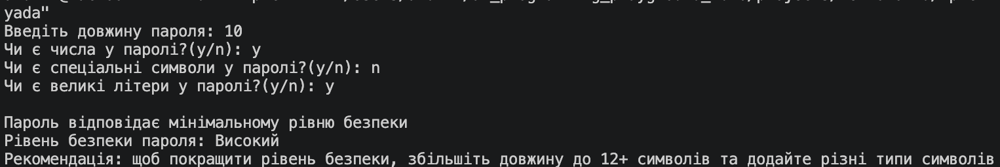 yada"
Введіть довжину пароля: 10
Чи є числа у паролі?(y/n): y
Чи є спеціальні символи у паролі?(y/n): n
Чи є великі літери у паролі?(y/n): y
Пароль відповідає мінімальному рівню безпеки
Рівень безпеки пароля: Високий
Рекомендація: щоб покращити рівень безпеки, збільшіть довжину до 12+ символів та додайте різні типи символів